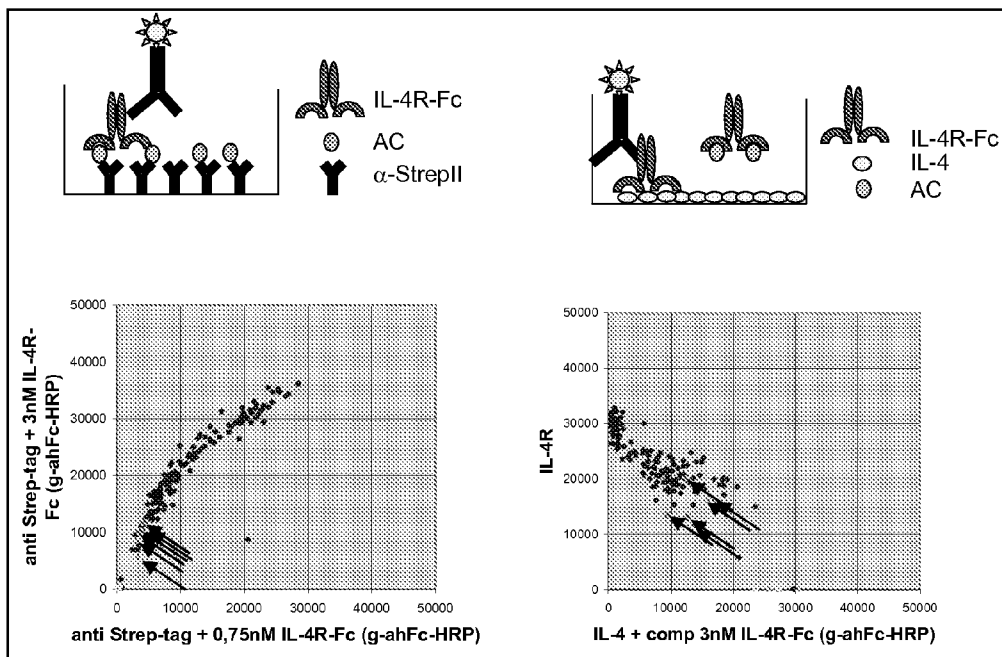 IL-4R-Fc
AC
α-StrepII
IL-4R-Fc
IL-4
AC
anti Strep-tag + 3nM IL-4R-
Fc (g-ahFc-HRP)
50000
40000
30000
20000
10000
0
0 10000 20000 30000 40000 50000
anti Strep-tag + 0,75nM IL-4R-Fc (g-ahFc-HRP)
IL-4R
50000
40000
30000
20000
10000
0
0 10000 20000 30000 40000 50000
IL-4 + comp 3nM IL-4R-Fc (g-ahFc-HRP)